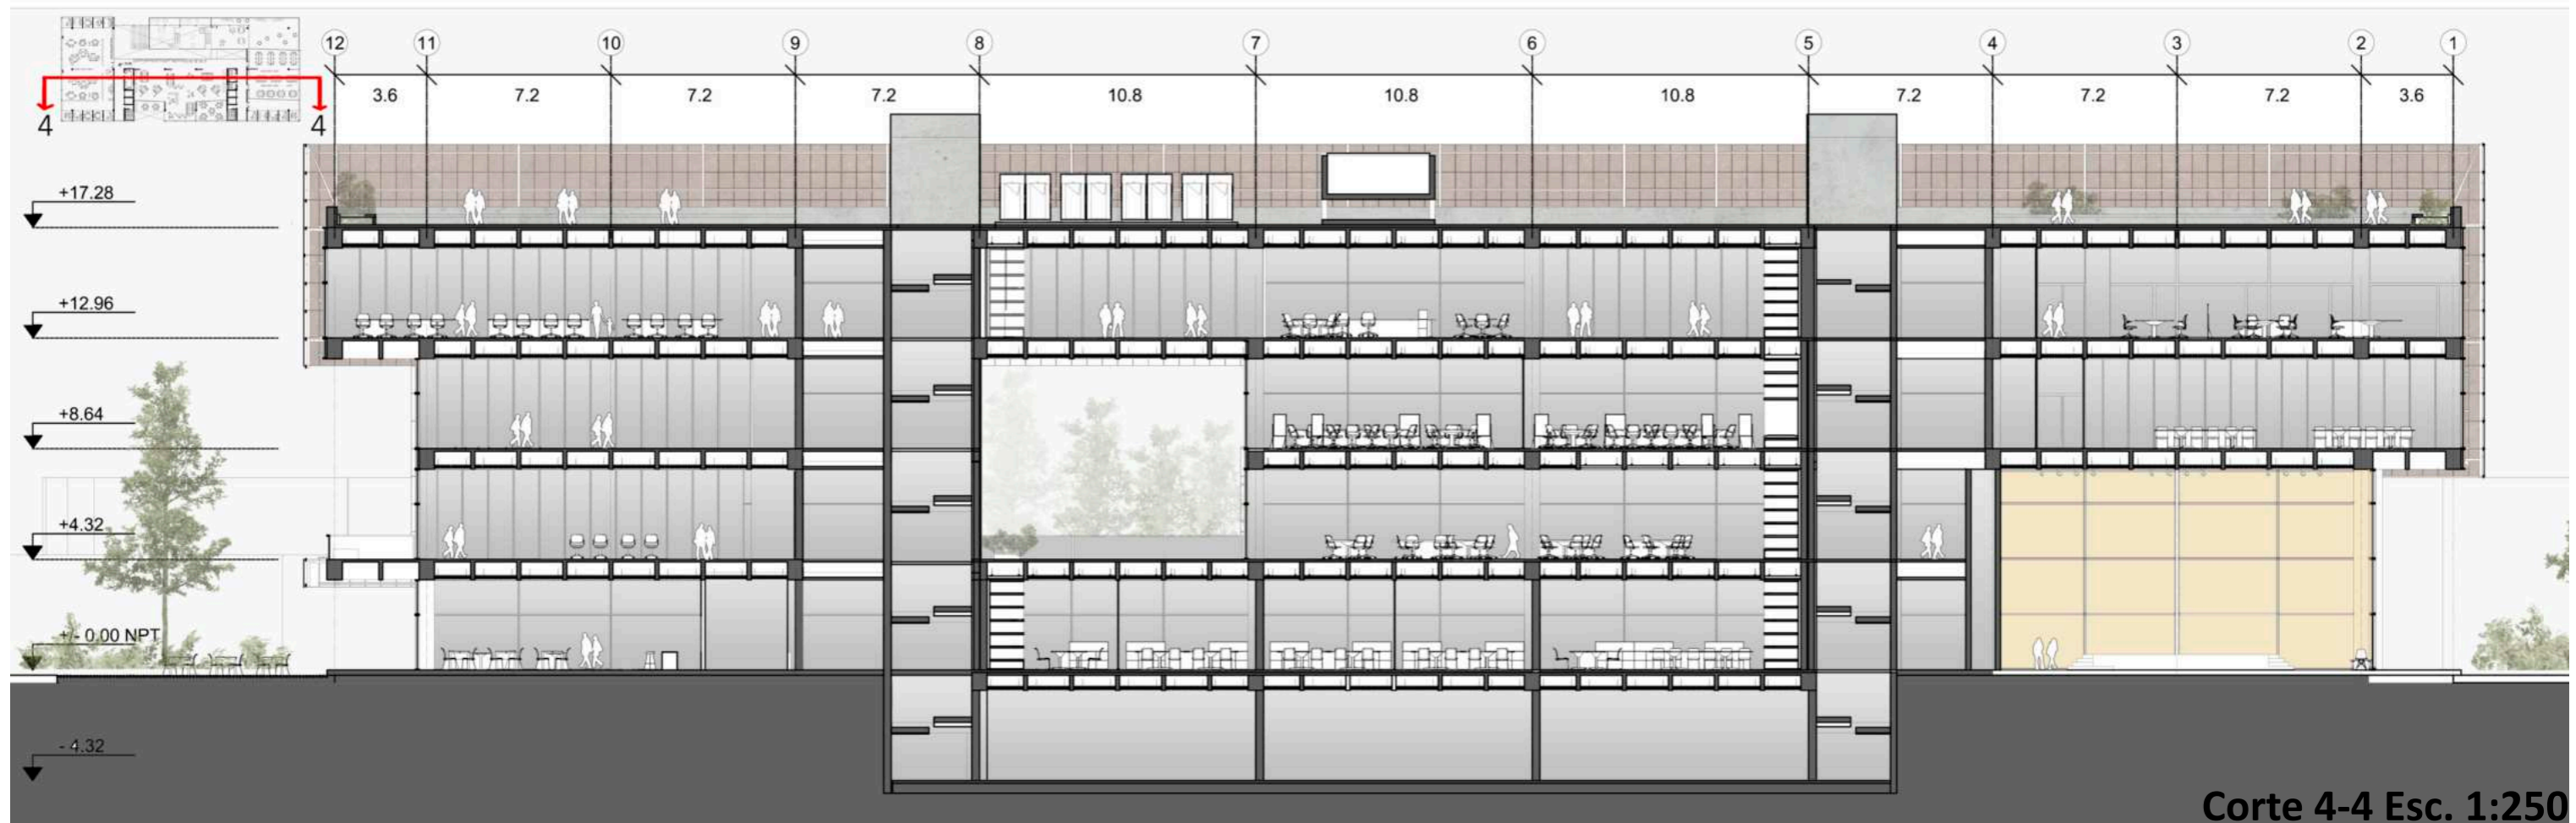 12 11 10 9 8 7 6 5 4 3 2 1
3.6 7.2 7.2 7.2 10.8 10.8 10.8 7.2 7.2 7.2 3.6
4 4
+17.28
+12.96
+8.64
+4.32
+/- 0.00 NPT
- 4.32
Corte 4-4 Esc. 1:250